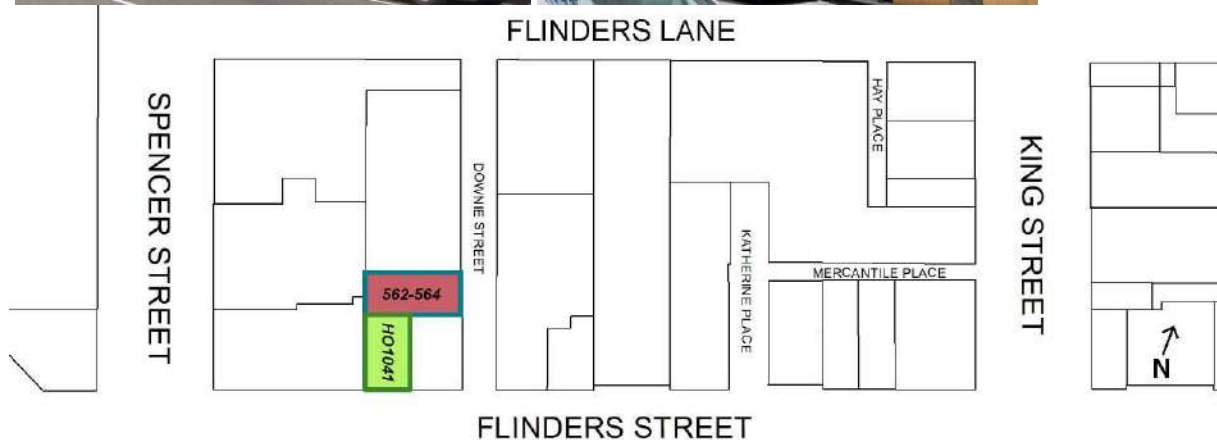 FLINDERS LANE
SPENCER STREET
DOWNIE STREET
HAY PLACE
KING STREET
KATHERINE PLACE
MERCANTILE PLACE
562-564
HO1041
N
FLINDERS STREET